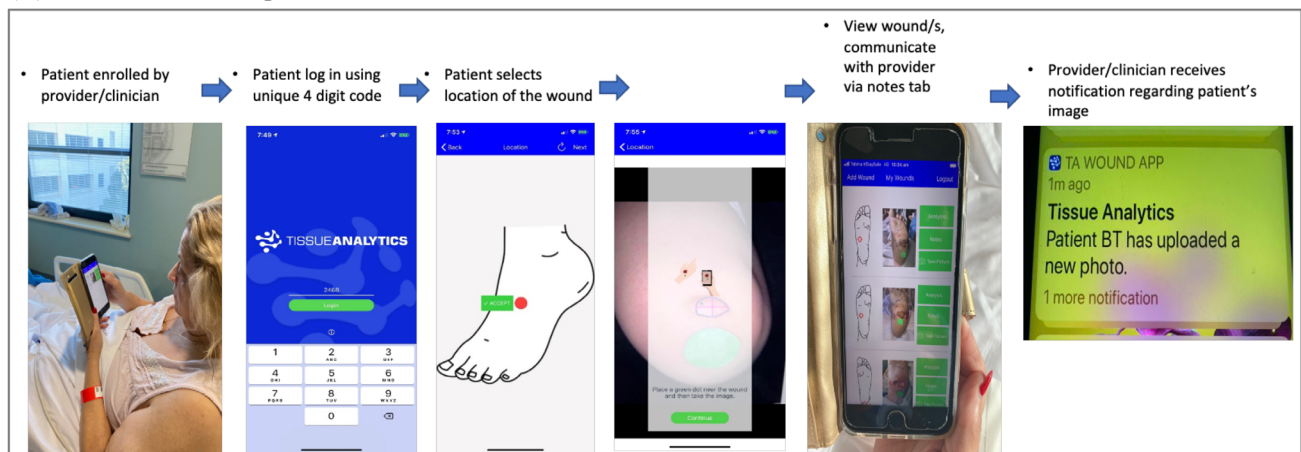 • Patient enrolled by
provider/clinician
• Patient log in using
unique 4 digit code
• Patient selects
location of the wound
• View wound/s,
communicate
with provider
via notes tab
• Provider/clinician receives
notification regarding patient's
image
7:49
TISSUEANALYTICS
2468
Login
1
2
ABC
3
DEF
4
GHI
5
JKL
6
MNO
7
PQRS
8
TUV
9
WXYZ
0
7:53
Back Location Next
✓ ACCEPT
7:55
Location
Place a green dot near the wound
and then take the image.
Continue
10:34 am
Add Wound My Wounds Logout
Notes
TA WOUND APP
1m ago
Tissue Analytics
Patient BT has uploaded a
new photo.
1 more notification